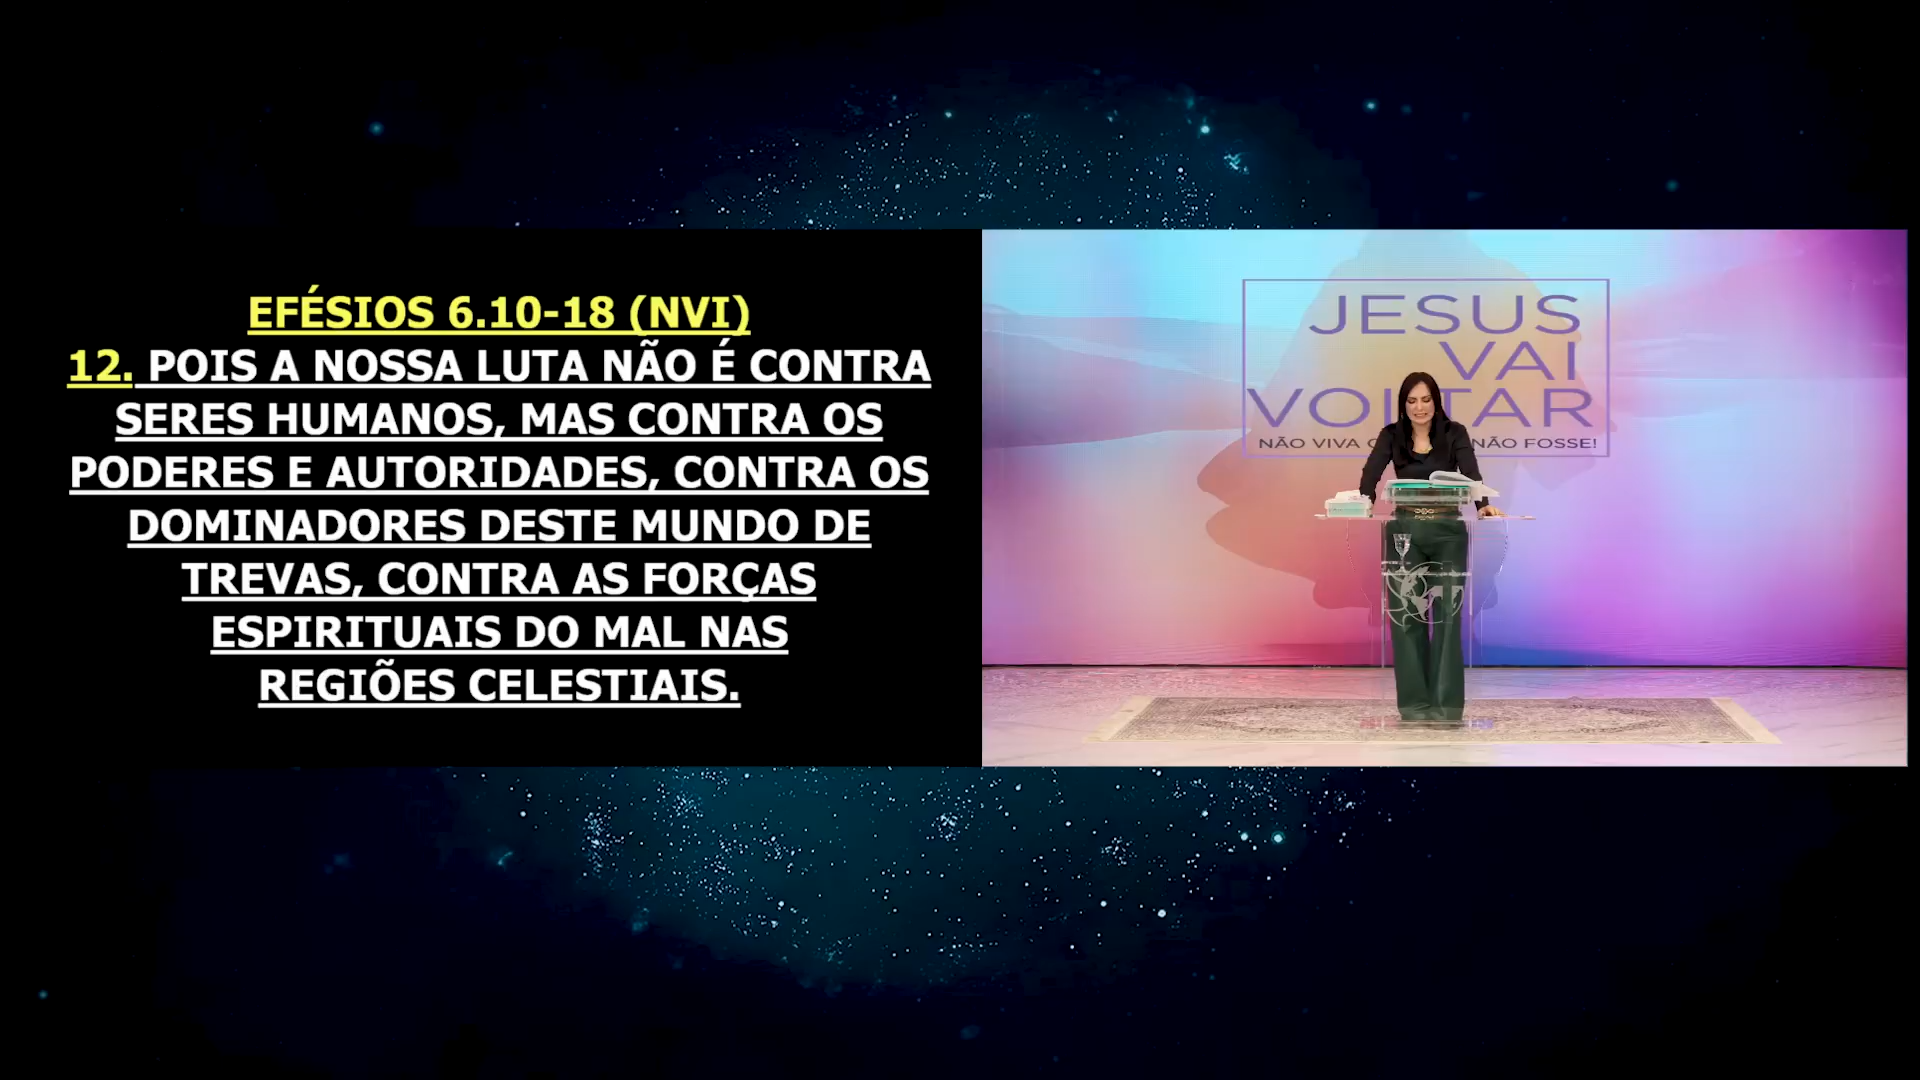 EFÉSIOS 6.10-18 (NVI)
12. POIS A NOSSA LUTA NÃO É CONTRA
SERES HUMANOS, MAS CONTRA OS
PODERES E AUTORIDADES, CONTRA OS
DOMINADORES DESTE MUNDO DE
TREVAS, CONTRA AS FORÇAS
ESPIRITUAIS DO MAL NAS
REGIÕES CELESTIAIS.
JESUS
VAI
VOLTAR
NÃO VIVA NÃO FOSSE!